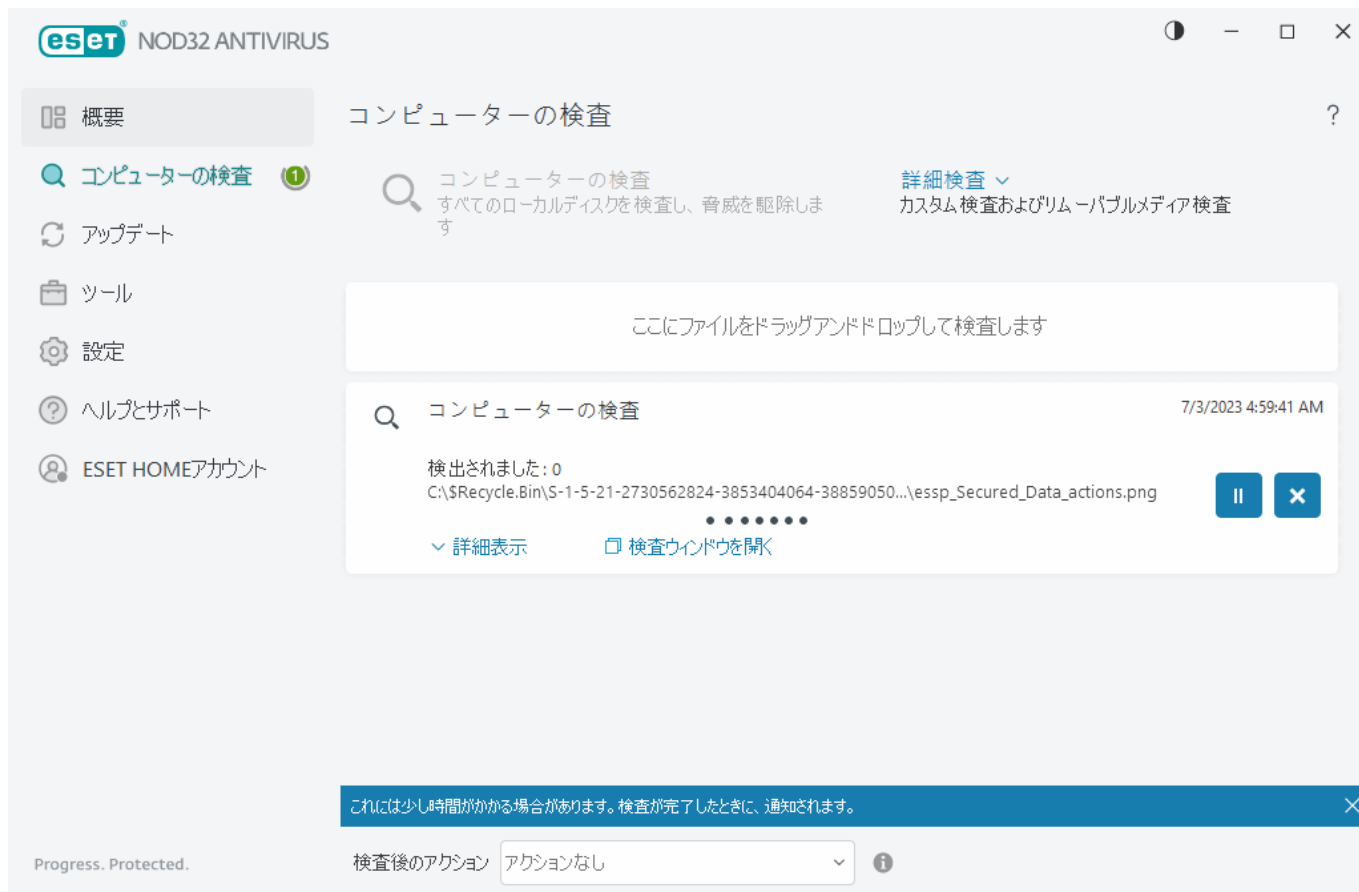 eset® NOD32 ANTIVIRUS
概要
コンピューターの検査 1
アップデート
ツール
設定
ヘルプとサポート
ESET HOMEアカウント
Progress. Protected.
コンピューターの検査
?
コンピューターの検査
すべてのローカルディスクを検査し、脅威を駆除しま
す
詳細検査
カスタム検査およびリムーバブルメディア検査
ここにファイルをドラッグアンドドロップして検査します
コンピューターの検査
7/3/2023 4:59:41 AM
検出されました: 0
C:\$Recycle.Bin\S-1-5-21-2730562824-3853404064-38859050...\essp_Secured_Data_actions.png
詳細表示
検査ウィンドウを開く
これには少し時間がかかる場合があります。検査が完了したときに、通知されます。
検査後のアクション アクションなし